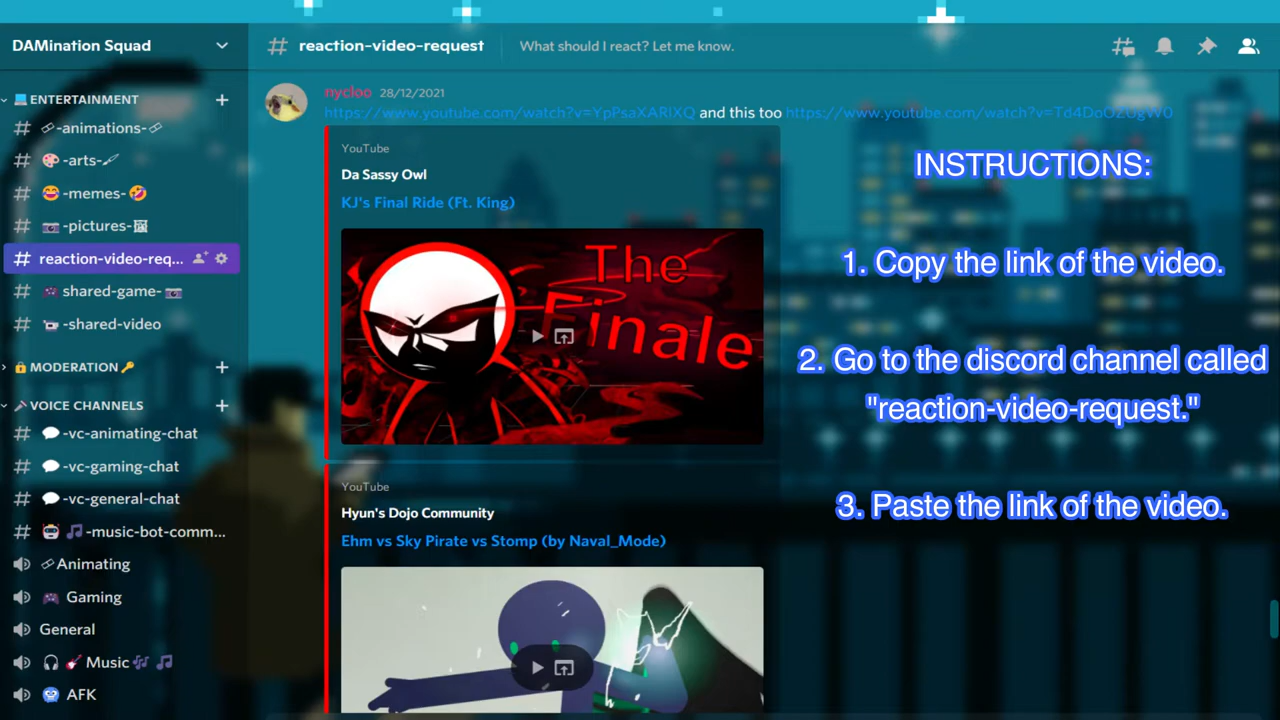 DAMination Squad
ENTERTAINMENT
-animations-
-arts-
-memes-
-pictures-
reaction-video-req...
shared-game-
-shared-video
MODERATION
VOICE CHANNELS
-vc-animating-chat
-vc-gaming-chat
-vc-general-chat
-music-bot-comm...
Animating
Gaming
General
Music
AFK
reaction-video-request
What should I react? Let me know.
nycloo 28/12/2021
https://www.youtube.com/watch?v=YpPsaXARlXQ and this too
YouTube
Da Sassy Owl
KJ's Final Ride (Ft. King)
The
Finale
YouTube
Hyun's Dojo Community
Ehm vs Sky Pirate vs Stomp (by Naval_Mode)
INSTRUCTIONS:
1. Copy the link of the video.
2. Go to the discord channel called
"reaction-video-request."
3. Paste the link of the video.